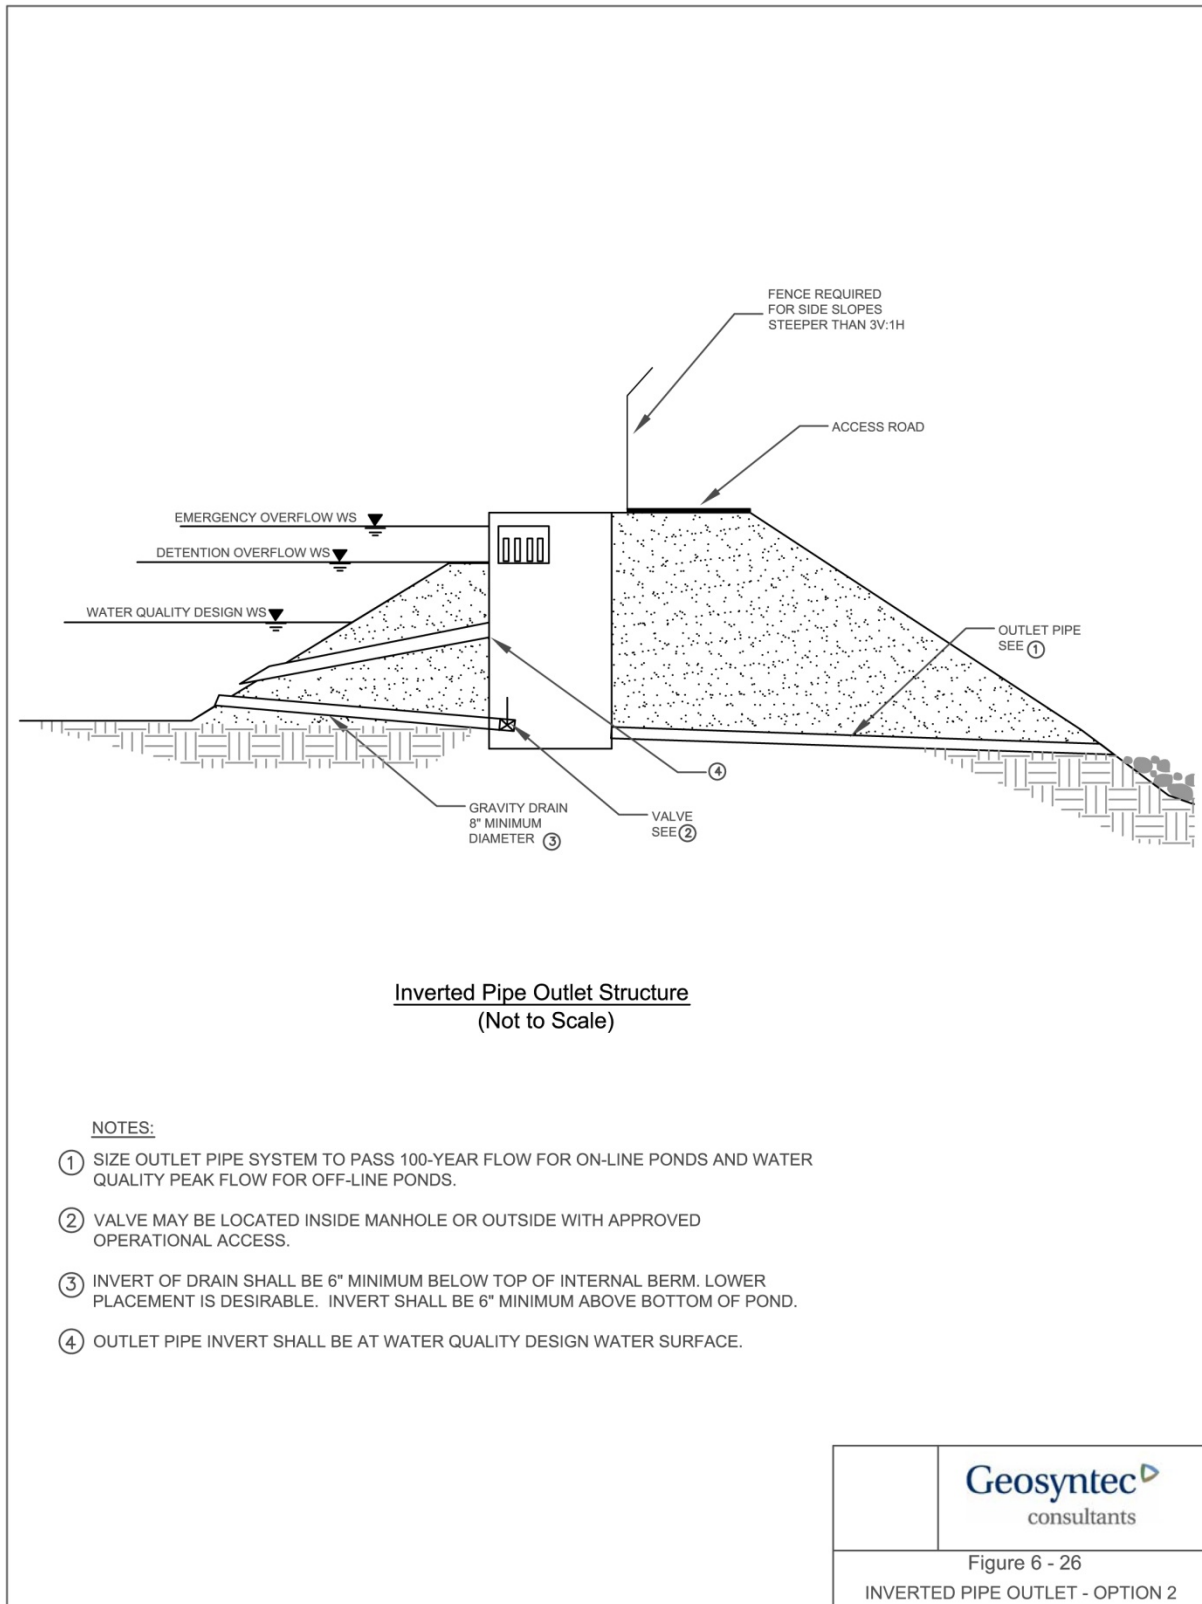 FENCE REQUIRED
FOR SIDE SLOPES
STEEPER THAN 3V:1H
ACCESS ROAD
EMERGENCY OVERFLOW WS
DETENTION OVERFLOW WS
WATER QUALITY DESIGN WS
OUTLET PIPE
SEE 1
4
GRAVITY DRAIN
8" MINIMUM
DIAMETER 3
VALVE
SEE 2
Inverted Pipe Outlet Structure
(Not to Scale)
NOTES:
1 SIZE OUTLET PIPE SYSTEM TO PASS 100-YEAR FLOW FOR ON-LINE PONDS AND WATER
QUALITY PEAK FLOW FOR OFF-LINE PONDS.
2 VALVE MAY BE LOCATED INSIDE MANHOLE OR OUTSIDE WITH APPROVED
OPERATIONAL ACCESS.
3 INVERT OF DRAIN SHALL BE 6" MINIMUM BELOW TOP OF INTERNAL BERM. LOWER
PLACEMENT IS DESIRABLE. INVERT SHALL BE 6" MINIMUM ABOVE BOTTOM OF POND.
4 OUTLET PIPE INVERT SHALL BE AT WATER QUALITY DESIGN WATER SURFACE.
Geosyntec
consultants
Figure 6 - 26
INVERTED PIPE OUTLET - OPTION 2